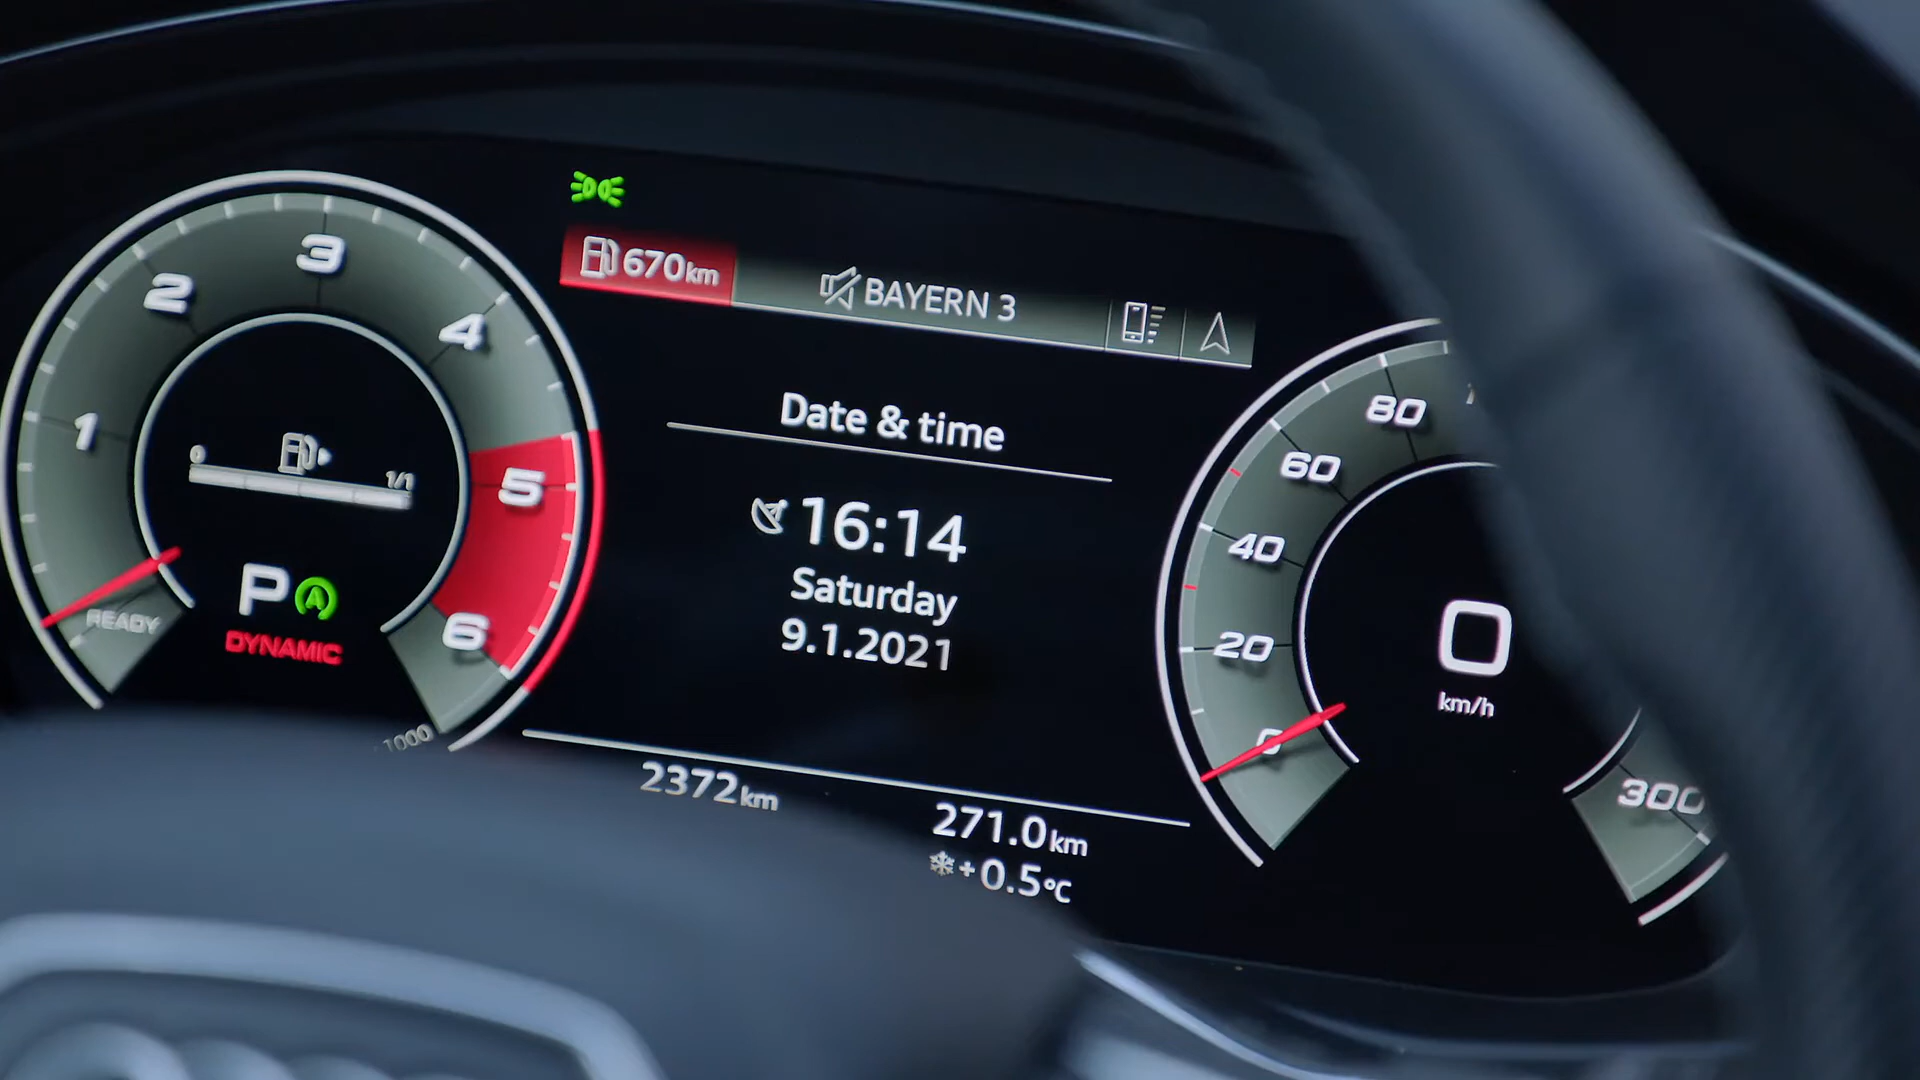 670km
BAYERN 3
Date & time
16:14
Saturday
9.1.2021
2372km
271.0km
+0.5°C
1
2
3
4
5
6
0
1/1
P
A
READY
DYNAMIC
1000
0
20
40
60
80
300
0
km/h